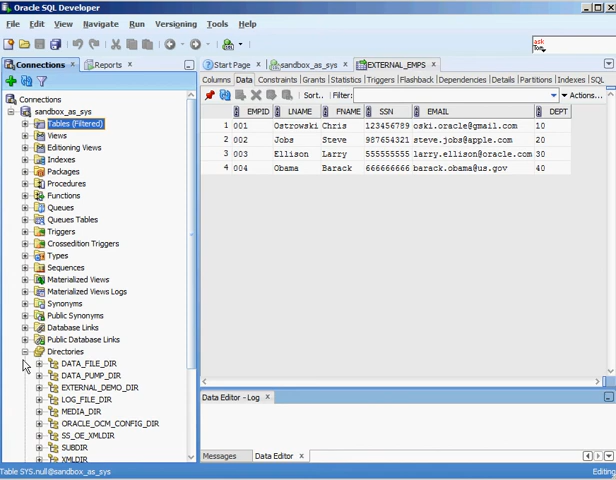 Oracle SQL Developer
File Edit View Navigate Run Versioning Tools Help
ask
Tom
Connections Reports Start Page sandbox_as_sys EXTERNAL_EMPS
Columns Data Constraints Grants Statistics Triggers Flashback Dependencies Details Partitions Indexes SQL
Sort.. Filter: Actions...
EMPID LNAME FNAME SSN EMAIL DEPT
1 001 Ostrowski Chris 123456789 oski.oracle@gmail.com 10
2 002 Jobs Steve 987654321 steve.jobs@apple.com 20
3 003 Ellison Larry 555555555 larry.ellison@oracle.com 30
4 004 Obama Barack 666666666 barack.obama@us.gov 40
Connections
sandbox_as_sys
Tables (Filtered)
Views
Editioning Views
Indexes
Packages
Procedures
Functions
Queues
Queues Tables
Triggers
Crossedition Triggers
Types
Sequences
Materialized Views
Materialized Views Logs
Synonyms
Public Synonyms
Database Links
Public Database Links
Directories
DATA_FILE_DIR
DATA_PUMP_DIR
EXTERNAL_DEMO_DIR
LOG_FILE_DIR
MEDIA_DIR
ORACLE_OCM_CONFIG_DIR
SS_OE_XMLDIR
SUBDIR
XMLDIR
Data Editor - Log
Messages Data Editor
Table SYS.null@sandbox_as_sys Editing